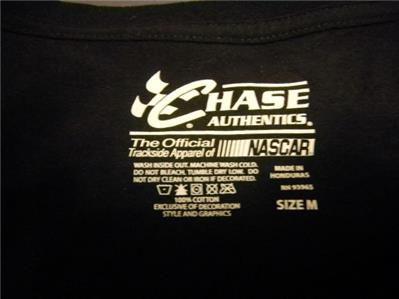 CHASE
AUTHENTICS.
The Official
Trackside Apparel of NASCAR
WASH INSIDE OUT. MACHINE WASH COLD.
DO NOT BLEACH. TUMBLE DRY LOW. DO
NOT DRY CLEAN OR IRON IF DECORATED.
100% COTTON
EXCLUSIVE OF DECORATION
STYLE AND GRAPHICS
MADE IN
HONDURAS
RN 93965
SIZE M